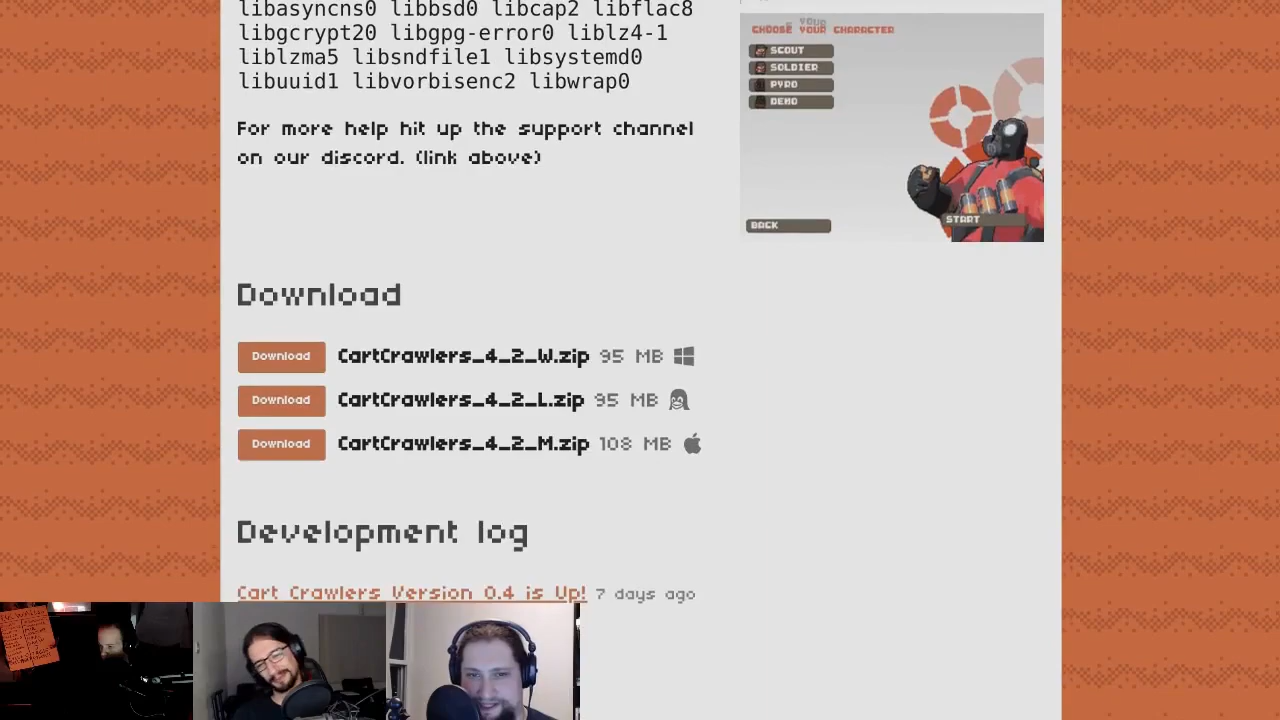 libasyncns0 libbsd0 libcap2 libflac8
libgcrypt20 libgpg-error0 liblz4-1
liblzma5 libsndfile1 libsystemd0
libuuid1 libvorbisenc2 libwrap0
For more help hit up the support channel
on our discord. (link above)
CHOOSE YOUR CHARACTER
SCOUT
SOLDIER
PYRO
DEMO
BACK
START
Download
Download CartCrawlers_4_2_W.zip 95 MB
Download CartCrawlers_4_2_L.zip 95 MB
Download CartCrawlers_4_2_M.zip 108 MB
Development log
Cart Crawlers Version 0.4 is Up! 7 days ago